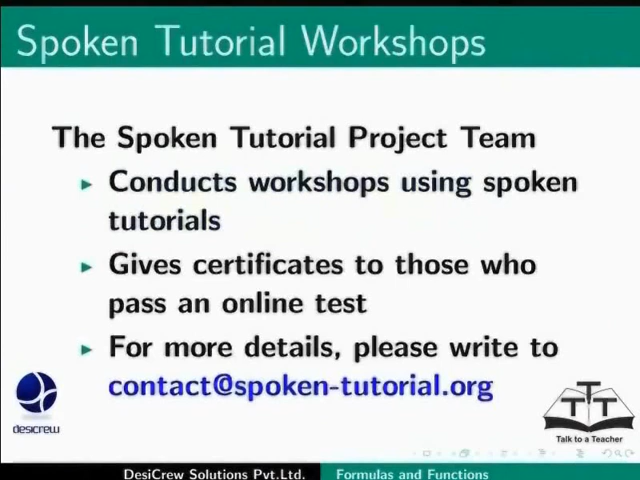 Spoken Tutorial Workshops
The Spoken Tutorial Project Team
Conducts workshops using spoken
tutorials
Gives certificates to those who
pass an online test
For more details, please write to
contact@spoken-tutorial.org
desicrew
T T T
Talk to a Teacher
DesiCrew Solutions Pvt.Ltd. Formulas and Functions